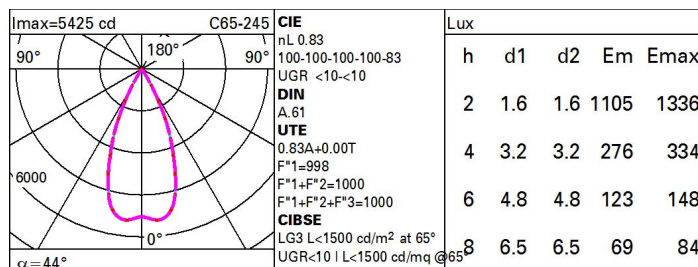 Imax=5425 cd C65-245
90° 180° 90°
6000
0°
α=44°
CIE
nL 0.83
100-100-100-100-83
UGR <10-<10
DIN
A.61
UTE
0.83A+0.00T
F"1=998
F"1+F"2=1000
F"1+F"2+F"3=1000
CIBSE
LG3 L<1500 cd/m² at 65°
UGR<10 | L<1500 cd/mq @65°
Lux
h d1 d2 Em Emax
2 1.6 1.6 1105 1336
4 3.2 3.2 276 334
6 4.8 4.8 123 148
8 6.5 6.5 69 84